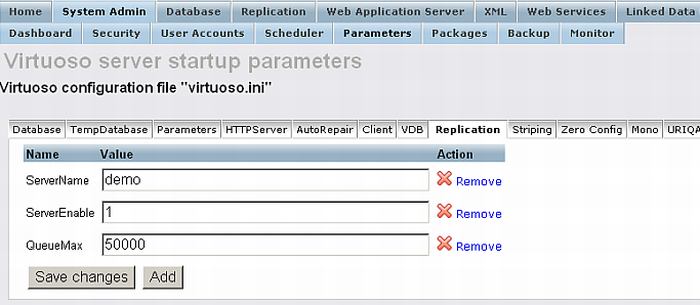 Home System Admin Database Replication Web Application Server XML Web Services Linked Data
Dashboard Security User Accounts Scheduler Parameters Packages Backup Monitor
Virtuoso server startup parameters
Virtuoso configuration file "virtuoso.ini"
Database TempDatabase Parameters HTTPServer AutoRepair Client VDB Replication Striping Zero Config Mono URIQA
Name Value Action
ServerName demo Remove
ServerEnable 1 Remove
QueueMax 50000 Remove
Save changes Add